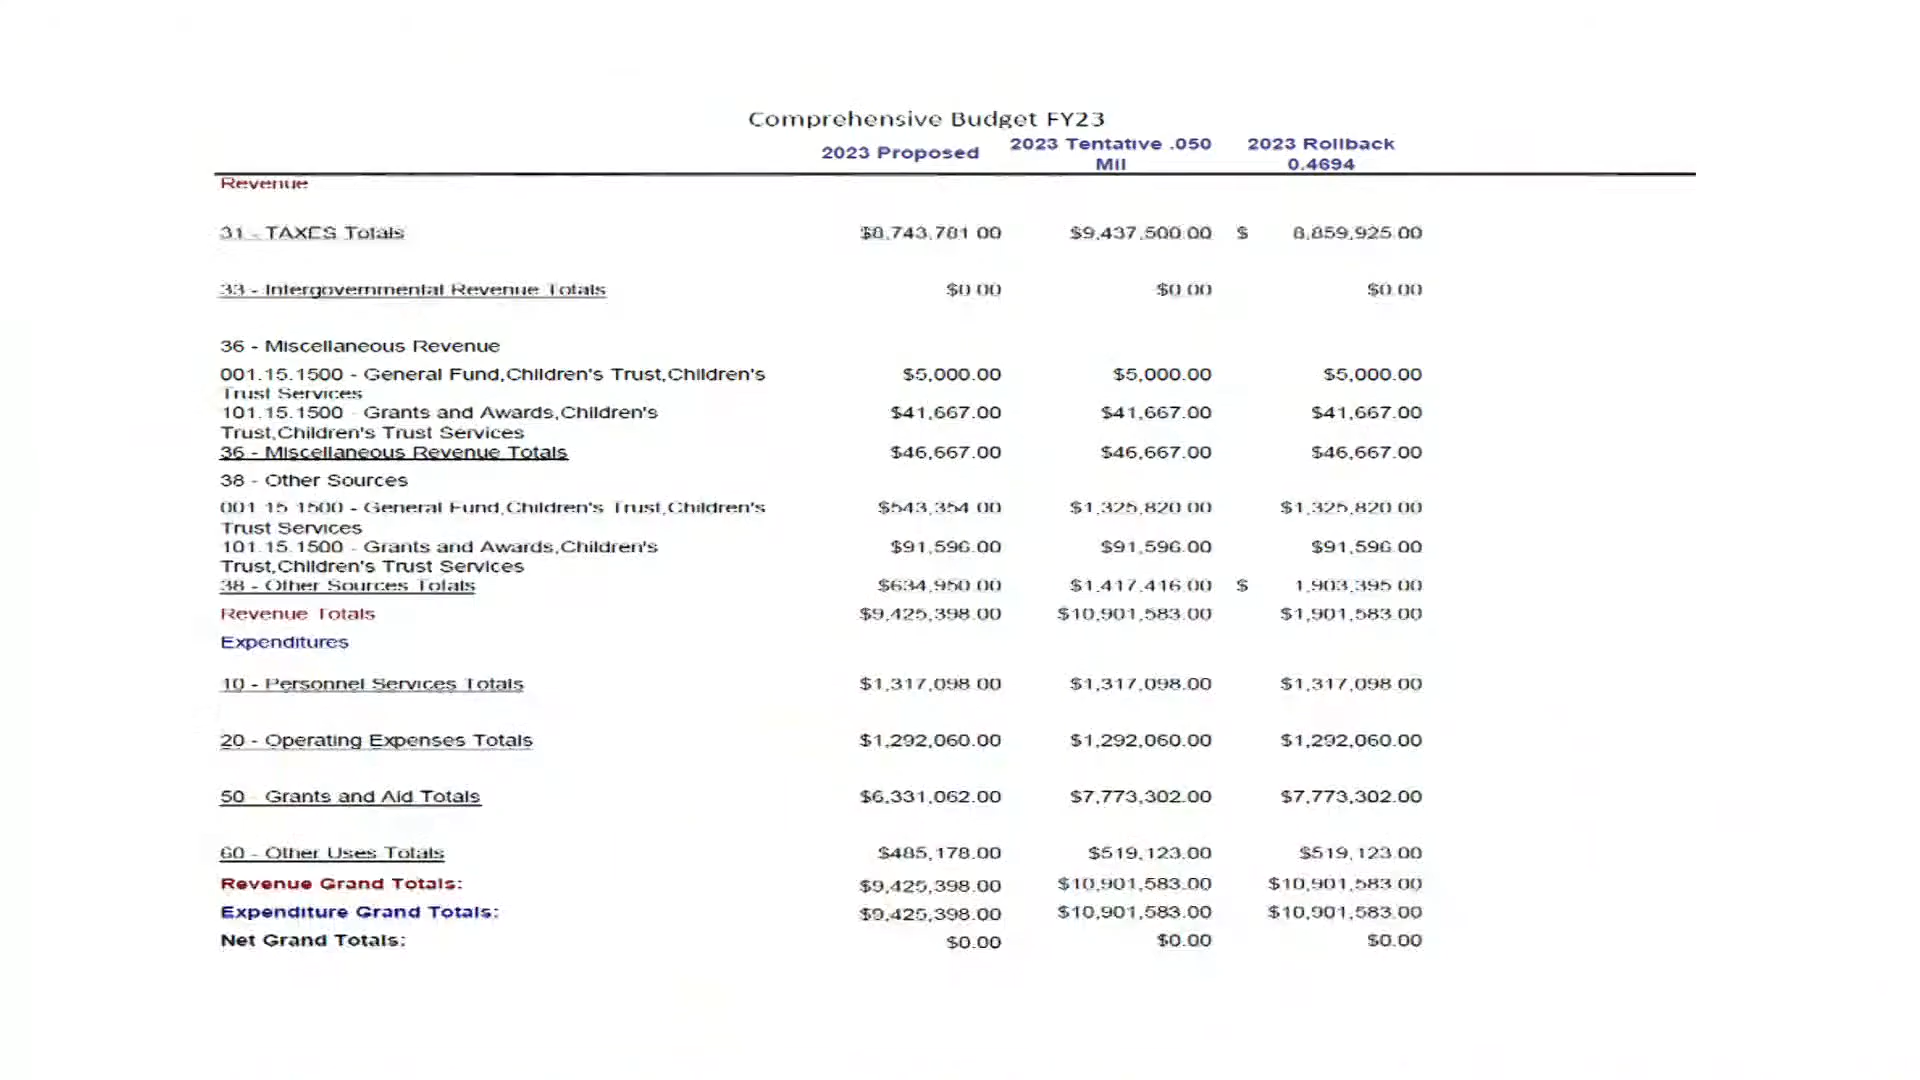 Comprehensive Budget FY23
2023 Proposed
2023 Tentative .050
Mil
2023 Rollback
0.4694
Revenue
31 - TAXES Totals $8,743,781.00 $9,437,500.00 $ 8,859,925.00
33 - Intergovernmental Revenue Totals $0.00 $0.00 $0.00
36 - Miscellaneous Revenue
001.15.1500 - General Fund,Children's Trust,Children's $5,000.00 $5,000.00 $5,000.00
Trust Services
101.15.1500 - Grants and Awards,Children's $41,667.00 $41,667.00 $41,667.00
Trust,Children's Trust Services
36 - Miscellaneous Revenue Totals $46,667.00 $46,667.00 $46,667.00
38 - Other Sources
001.15.1500 - General Fund,Children's Trust,Children's $543,354.00 $1,325,820.00 $1,325,820.00
Trust Services
101.15.1500 - Grants and Awards,Children's $91,596.00 $91,596.00 $91,596.00
Trust,Children's Trust Services
38 - Other Sources Totals $634,950.00 $1,417,416.00 $ 1,903,395.00
Revenue Totals $9,425,398.00 $10,901,583.00 $1,901,583.00
Expenditures
10 - Personnel Services Totals $1,317,098.00 $1,317,098.00 $1,317,098.00
20 - Operating Expenses Totals $1,292,060.00 $1,292,060.00 $1,292,060.00
50 - Grants and Aid Totals $6,331,062.00 $7,773,302.00 $7,773,302.00
60 - Other Uses Totals $485,178.00 $519,123.00 $519,123.00
Revenue Grand Totals: $9,425,398.00 $10,901,583.00 $10,901,583.00
Expenditure Grand Totals: $9,425,398.00 $10,901,583.00 $10,901,583.00
Net Grand Totals: $0.00 $0.00 $0.00